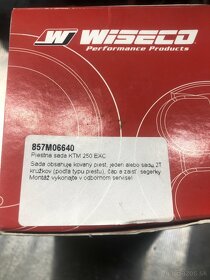 WISECO
Performance Products
857M06640
Piestna sada KTM 250 EXC
Sada obsahuje kovaný piest, jeden alebo sadu 2T
krúžkov (podľa typu piestu), čap a zaisť. segerky
Montáž vykonajte v odbornom servise!